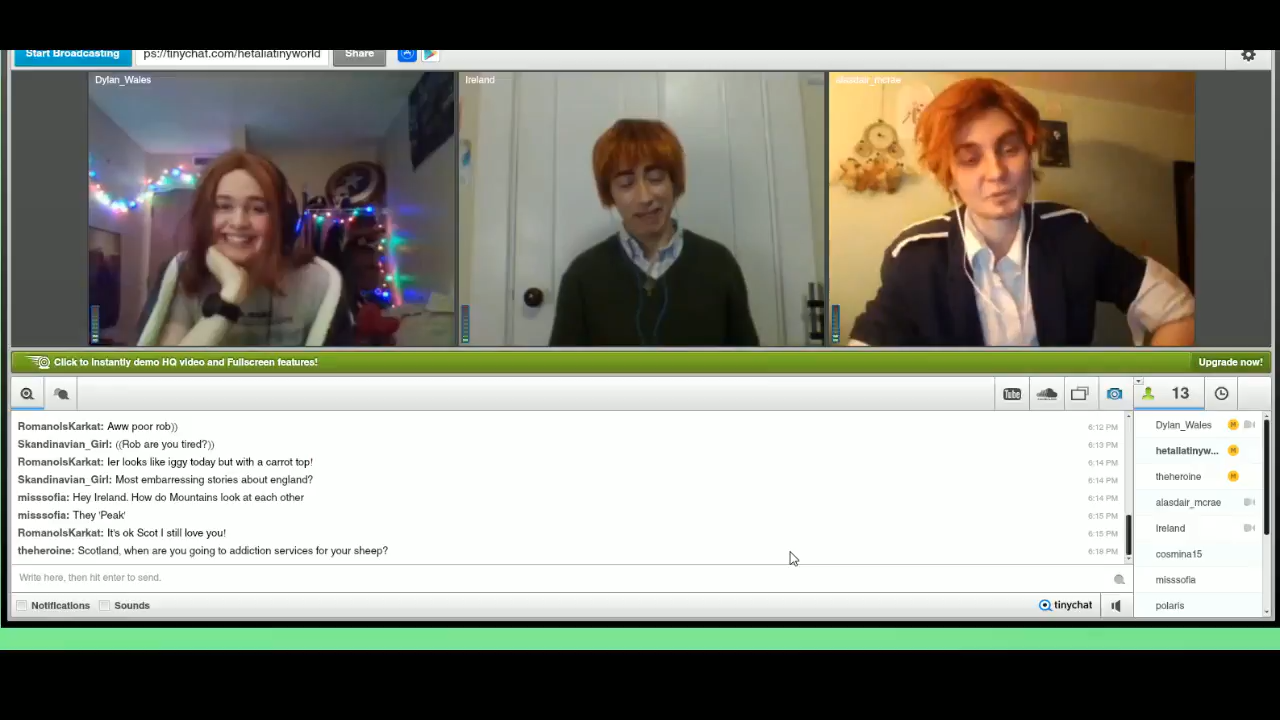 Start Broadcasting
ps://tinychat.com/hetaliatinyworld
Share
Dylan_Wales
Ireland
alasdair_mcrae
Click to instantly demo HQ video and Fullscreen features!
Upgrade now!
You Tube
13
RomanoIsKarkat: Aww poor rob))
6:12 PM
Skandinavian_Girl: ((Rob are you tired?))
6:13 PM
RomanoIsKarkat: Ier looks like iggy today but with a carrot top!
6:14 PM
Skandinavian_Girl: Most embarressing stories about england?
6:14 PM
misssofia: Hey Ireland. How do Mountains look at each other
6:14 PM
misssofia: They 'Peak'
6:15 PM
RomanoIsKarkat: It's ok Scot I still love you!
6:15 PM
theheroine: Scotland, when are you going to addiction services for your sheep?
6:18 PM
Dylan_Wales
M
hetaliatinyw...
M
theheroine
M
alasdair_mcrae
Ireland
cosmina15
misssofia
polaris
Write here, then hit enter to send.
Notifications
Sounds
tinychat